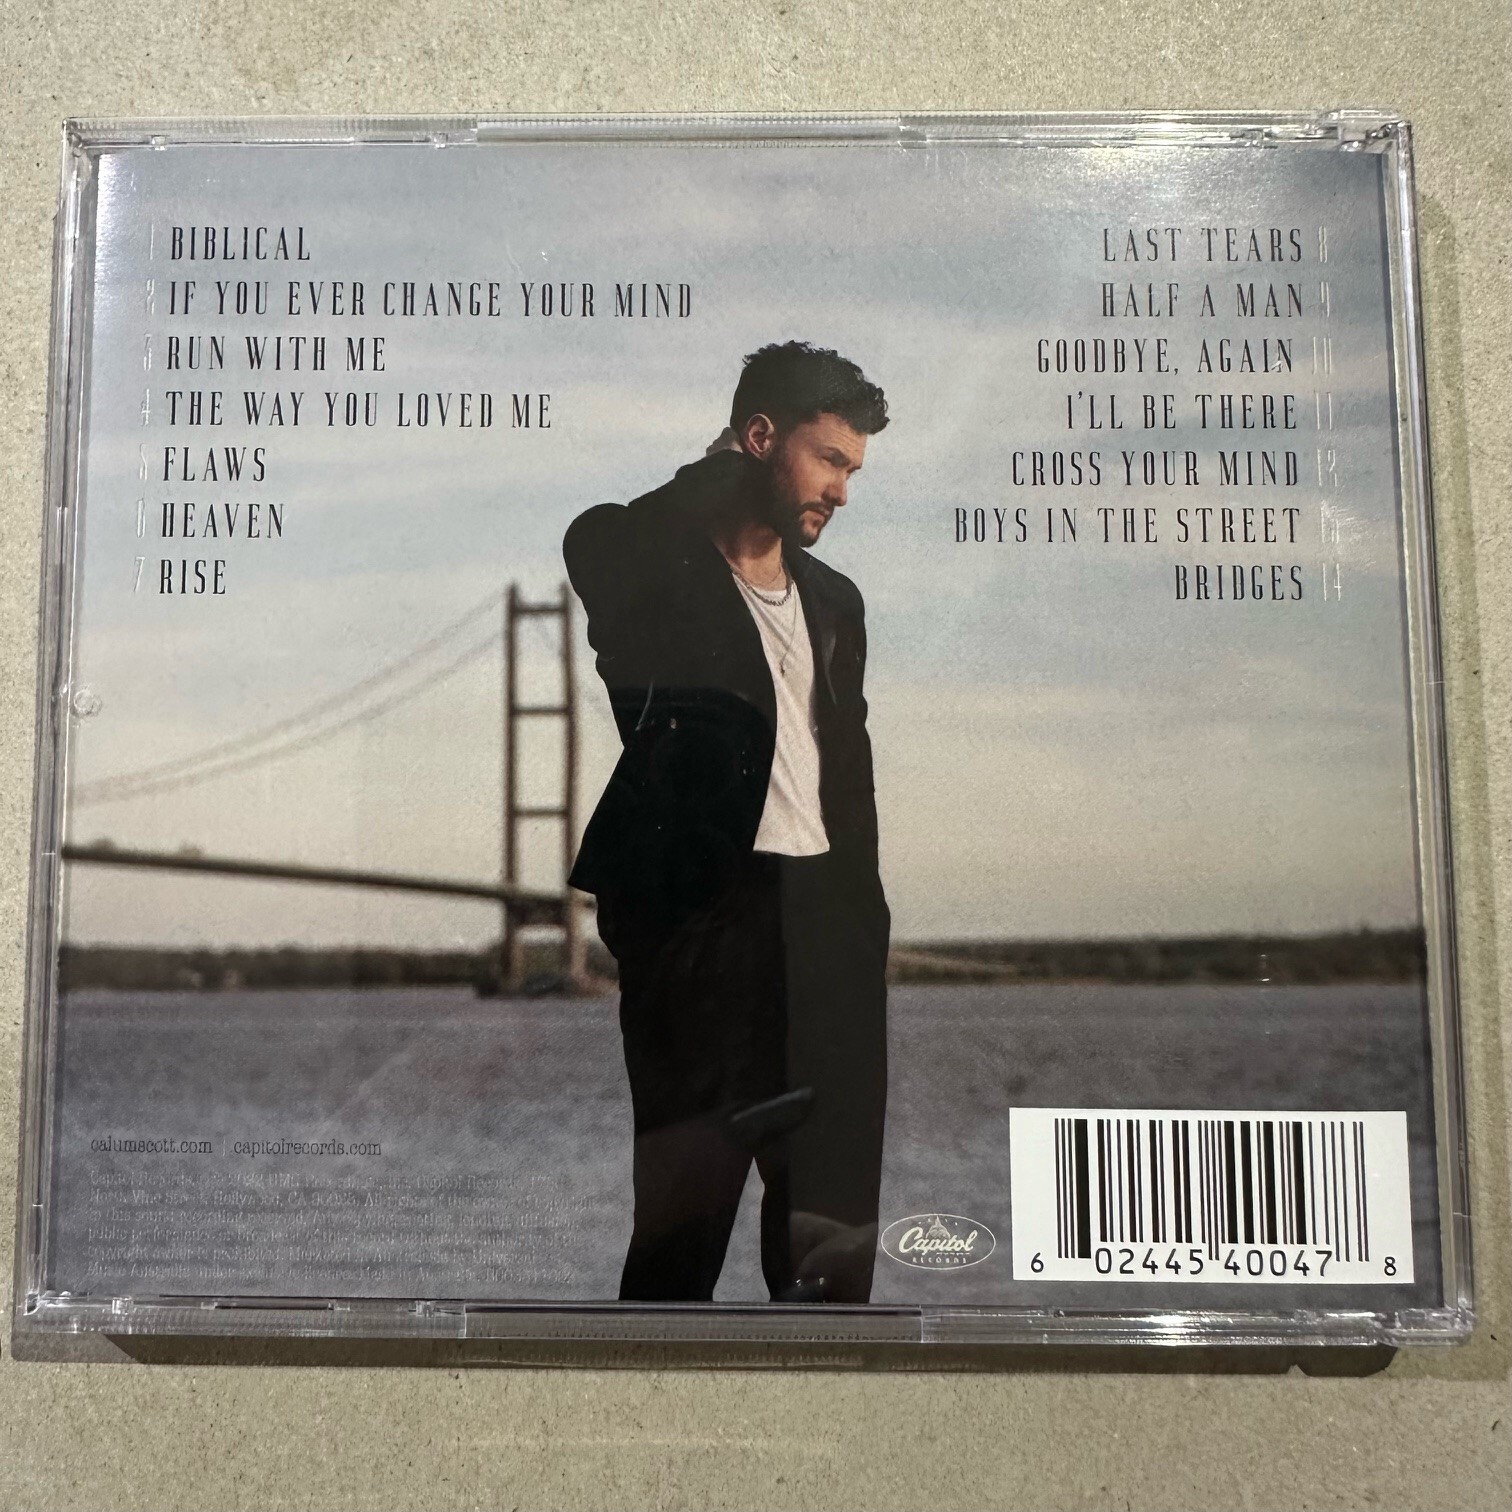 1 BIBLICAL
2 IF YOU EVER CHANGE YOUR MIND
3 RUN WITH ME
4 THE WAY YOU LOVED ME
5 FLAWS
6 HEAVEN
7 RISE
LAST TEARS 8
HALF A MAN 9
GOODBYE, AGAIN 10
I'LL BE THERE 11
CROSS YOUR MIND 12
BOYS IN THE STREET 13
BRIDGES 14
calumscott.com | capitolrecords.com
Capitol
RECORDS
6 02445 40047 8